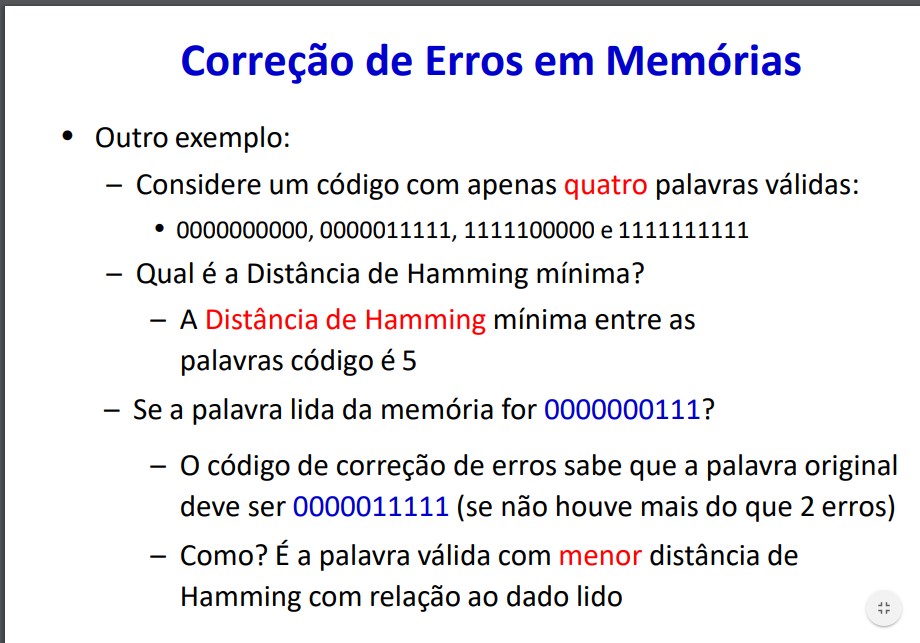 Correção de Erros em Memórias
• Outro exemplo:
– Considere um código com apenas quatro palavras válidas:
• 0000000000, 0000011111, 1111100000 e 1111111111
– Qual é a Distância de Hamming mínima?
– A Distância de Hamming mínima entre as
palavras código é 5
– Se a palavra lida da memória for 0000000111?
– O código de correção de erros sabe que a palavra original
deve ser 0000011111 (se não houve mais do que 2 erros)
– Como? É a palavra válida com menor distância de
Hamming com relação ao dado lido